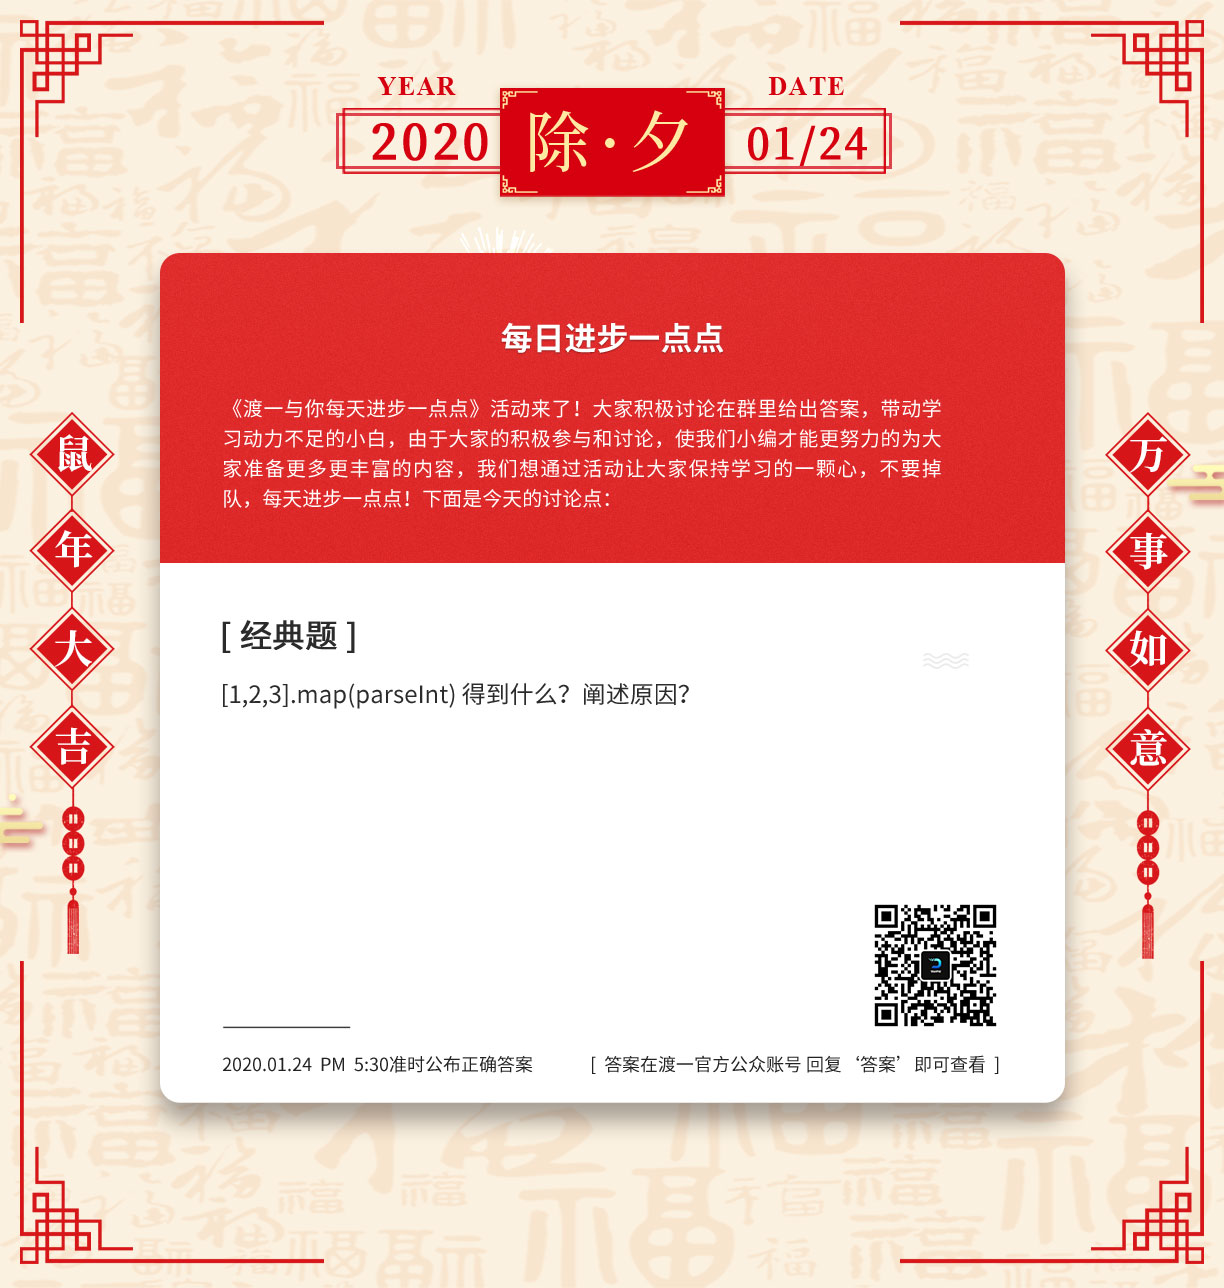 YEAR
DATE
2020
除·夕
01/24
每日进步一点点
《渡一与你每天进步一点点》活动来了！大家积极讨论在群里给出答案，带动学
习动力不足的小白，由于大家的积极参与和讨论，使我们小编才能更努力的为大
家准备更多更丰富的内容，我们想通过活动让大家保持学习的一颗心，不要掉
队，每天进步一点点！下面是今天的讨论点：
鼠年大吉
万事如意
[ 经典题 ]
[1,2,3].map(parseInt) 得到什么？阐述原因？
2020.01.24 PM 5:30准时公布正确答案
[ 答案在渡一官方公众账号 回复‘答案’即可查看 ]